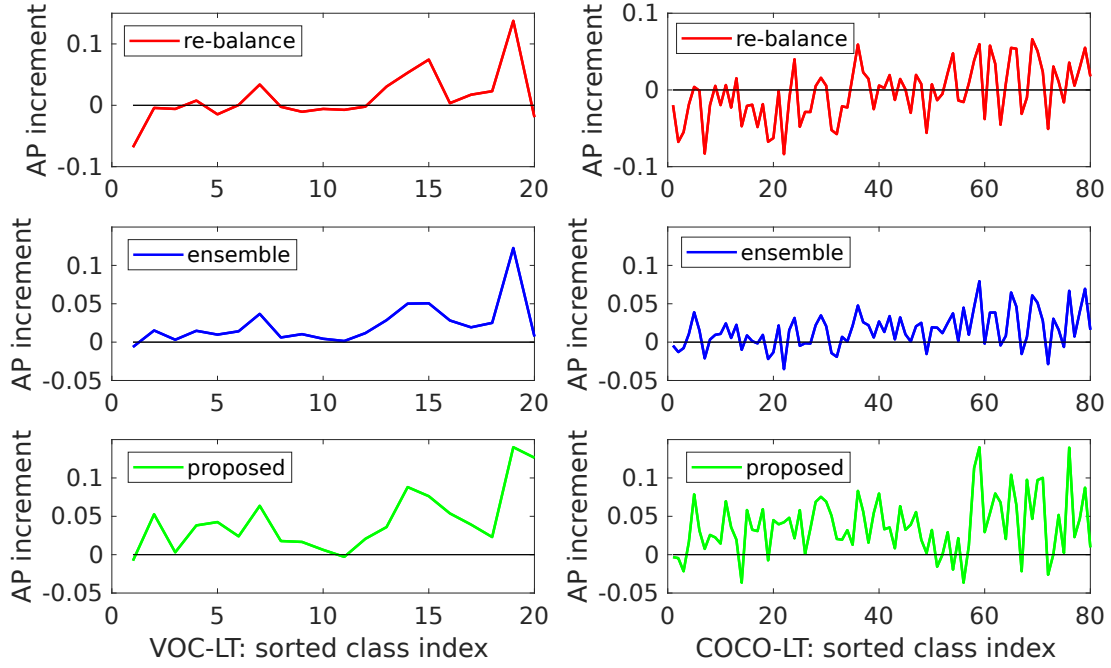 AP increment
0.1
0
-0.1
re-balance
0 5 10 15 20
AP increment
0.1
0
-0.1
re-balance
0 20 40 60 80
AP increment
0.1
0.05
0
-0.05
ensemble
0 5 10 15 20
AP increment
0.1
0.05
0
-0.05
ensemble
0 20 40 60 80
AP increment
0.1
0.05
0
-0.05
proposed
0 5 10 15 20
VOC-LT: sorted class index
AP increment
0.1
0.05
0
-0.05
proposed
0 20 40 60 80
COCO-LT: sorted class index